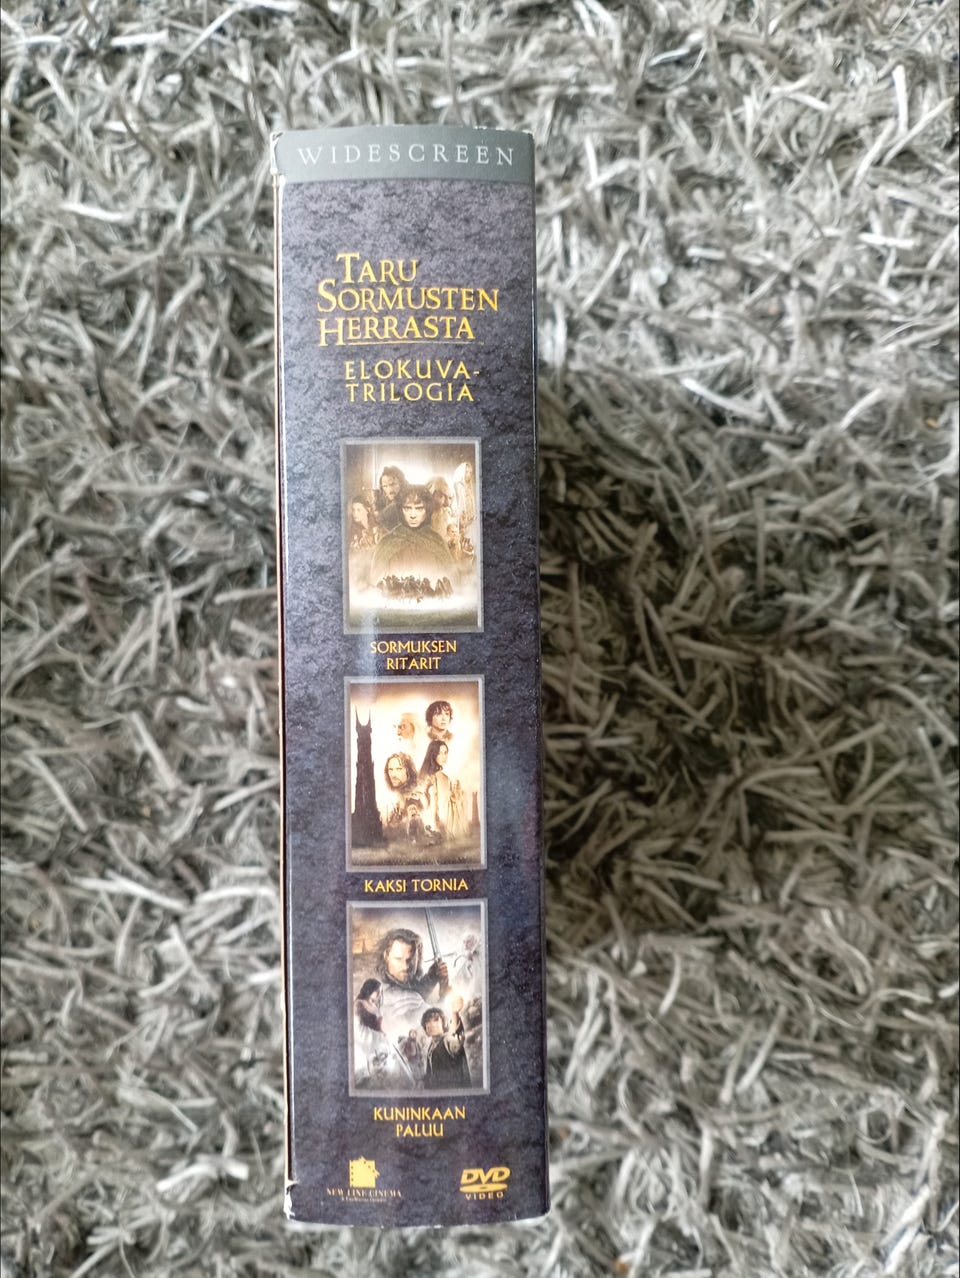 WIDESCREEN
TARU
SORMUSTEN
HERRASTA
ELOKUVA-
TRILOGIA
SORMUKSEN
RITARIT
KAKSI TORNIA
KUNINKAAN
PALUU
NEW LINE CINEMA
DVD
VIDEO